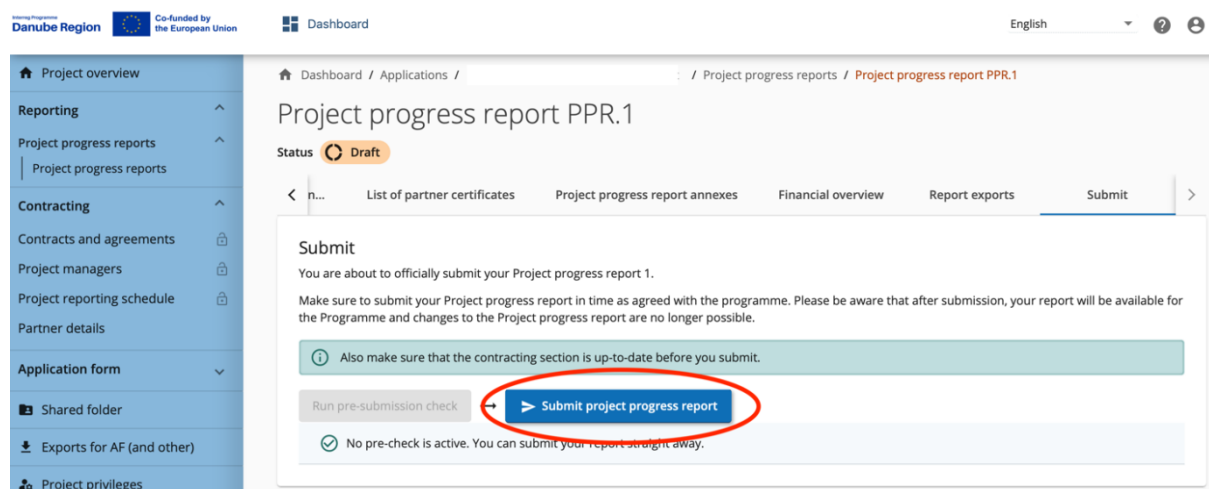 Interreg Programme
Danube Region
Co-funded by
the European Union
Dashboard
English
Project overview
Reporting
Project progress reports
Project progress reports
Contracting
Contracts and agreements
Project managers
Project reporting schedule
Partner details
Application form
Shared folder
Exports for AF (and other)
Project privileges
Dashboard / Applications / / Project progress reports / Project progress report PPR.1
Project progress report PPR.1
Status Draft
n... List of partner certificates Project progress report annexes Financial overview Report exports Submit
Submit
You are about to officially submit your Project progress report 1.
Make sure to submit your Project progress report in time as agreed with the programme. Please be aware that after submission, your report will be available for
the Programme and changes to the Project progress report are no longer possible.
Also make sure that the contracting section is up-to-date before you submit.
Run pre-submission check → Submit project progress report
No pre-check is active. You can submit your report straight away.